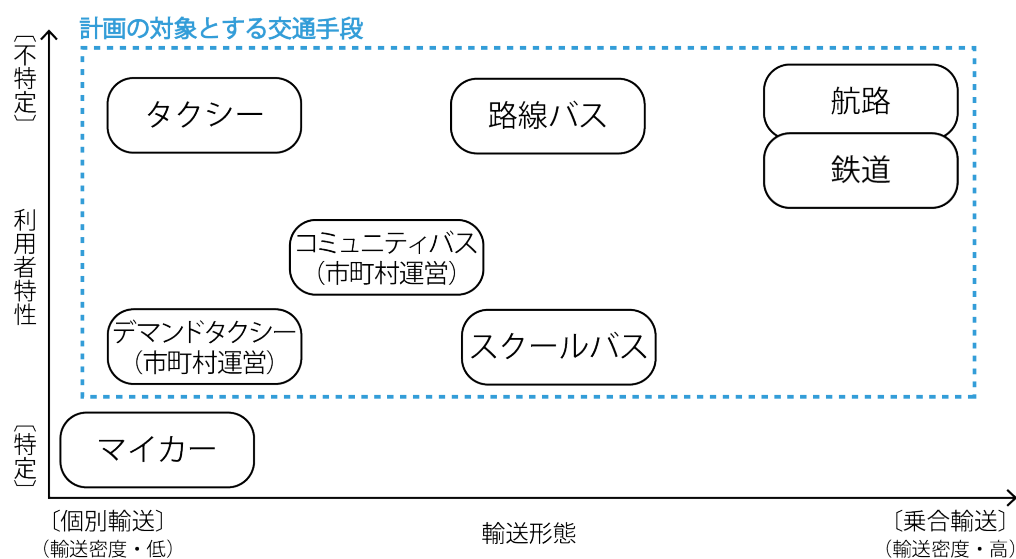 計画の対象とする交通手段
〔不特定〕
利用者特性
〔特定〕
タクシー
路線バス
航路
鉄道
コミュニティバス
（市町村運営）
デマンドタクシー
（市町村運営）
スクールバス
マイカー
〔個別輸送〕
（輸送密度・低）
輸送形態
〔乗合輸送〕
（輸送密度・高）